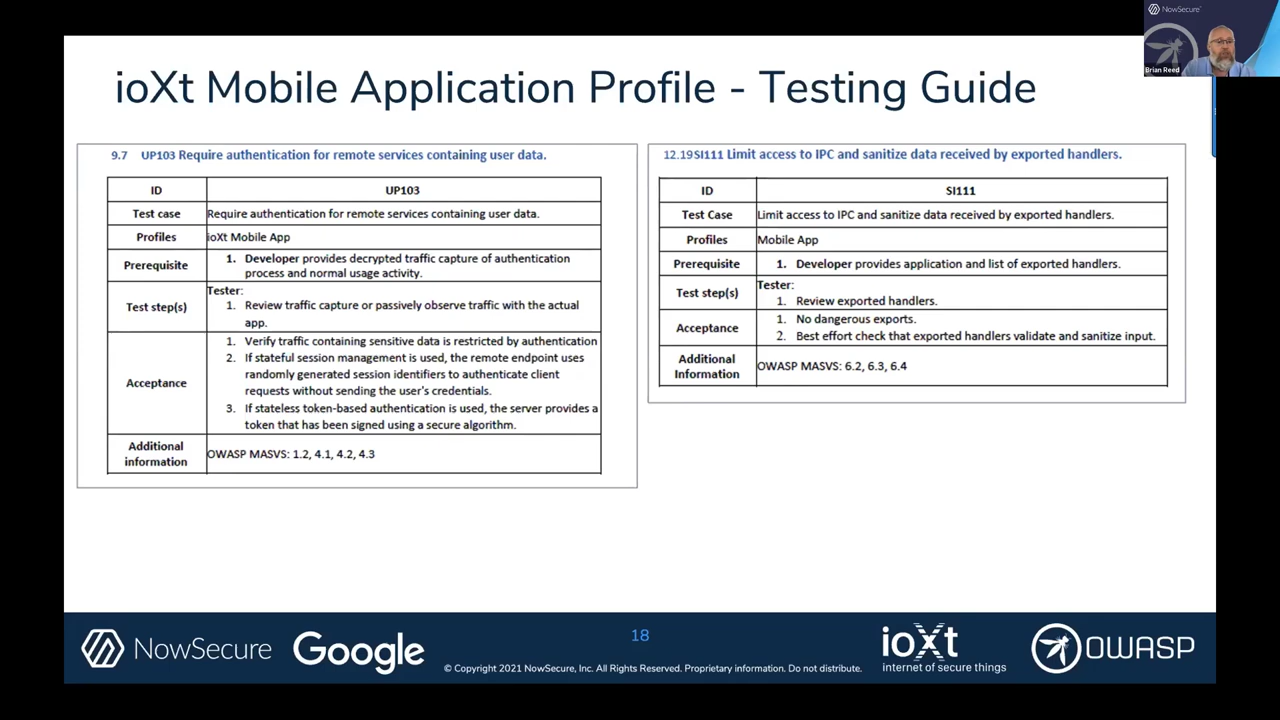 NowSecure
Brian Reed
ioXt Mobile Application Profile - Testing Guide
9.7 UP103 Require authentication for remote services containing user data.
ID UP103
Test case Require authentication for remote services containing user data.
Profiles ioXt Mobile App
Prerequisite 1. Developer provides decrypted traffic capture of authentication
process and normal usage activity.
Test step(s) Tester:
1. Review traffic capture or passively observe traffic with the actual
app.
Acceptance 1. Verify traffic containing sensitive data is restricted by authentication
2. If stateful session management is used, the remote endpoint uses
randomly generated session identifiers to authenticate client
requests without sending the user's credentials.
3. If stateless token-based authentication is used, the server provides a
token that has been signed using a secure algorithm.
Additional
information OWASP MASVS: 1.2, 4.1, 4.2, 4.3
12.19SI111 Limit access to IPC and sanitize data received by exported handlers.
ID SI111
Test Case Limit access to IPC and sanitize data received by exported handlers.
Profiles Mobile App
Prerequisite 1. Developer provides application and list of exported handlers.
Test step(s) Tester:
1. Review exported handlers.
Acceptance 1. No dangerous exports.
2. Best effort check that exported handlers validate and sanitize input.
Additional
Information OWASP MASVS: 6.2, 6.3, 6.4
NowSecure
Google
18
© Copyright 2021 NowSecure, Inc. All Rights Reserved. Proprietary information. Do not distribute.
ioXt
internet of secure things
OWASP